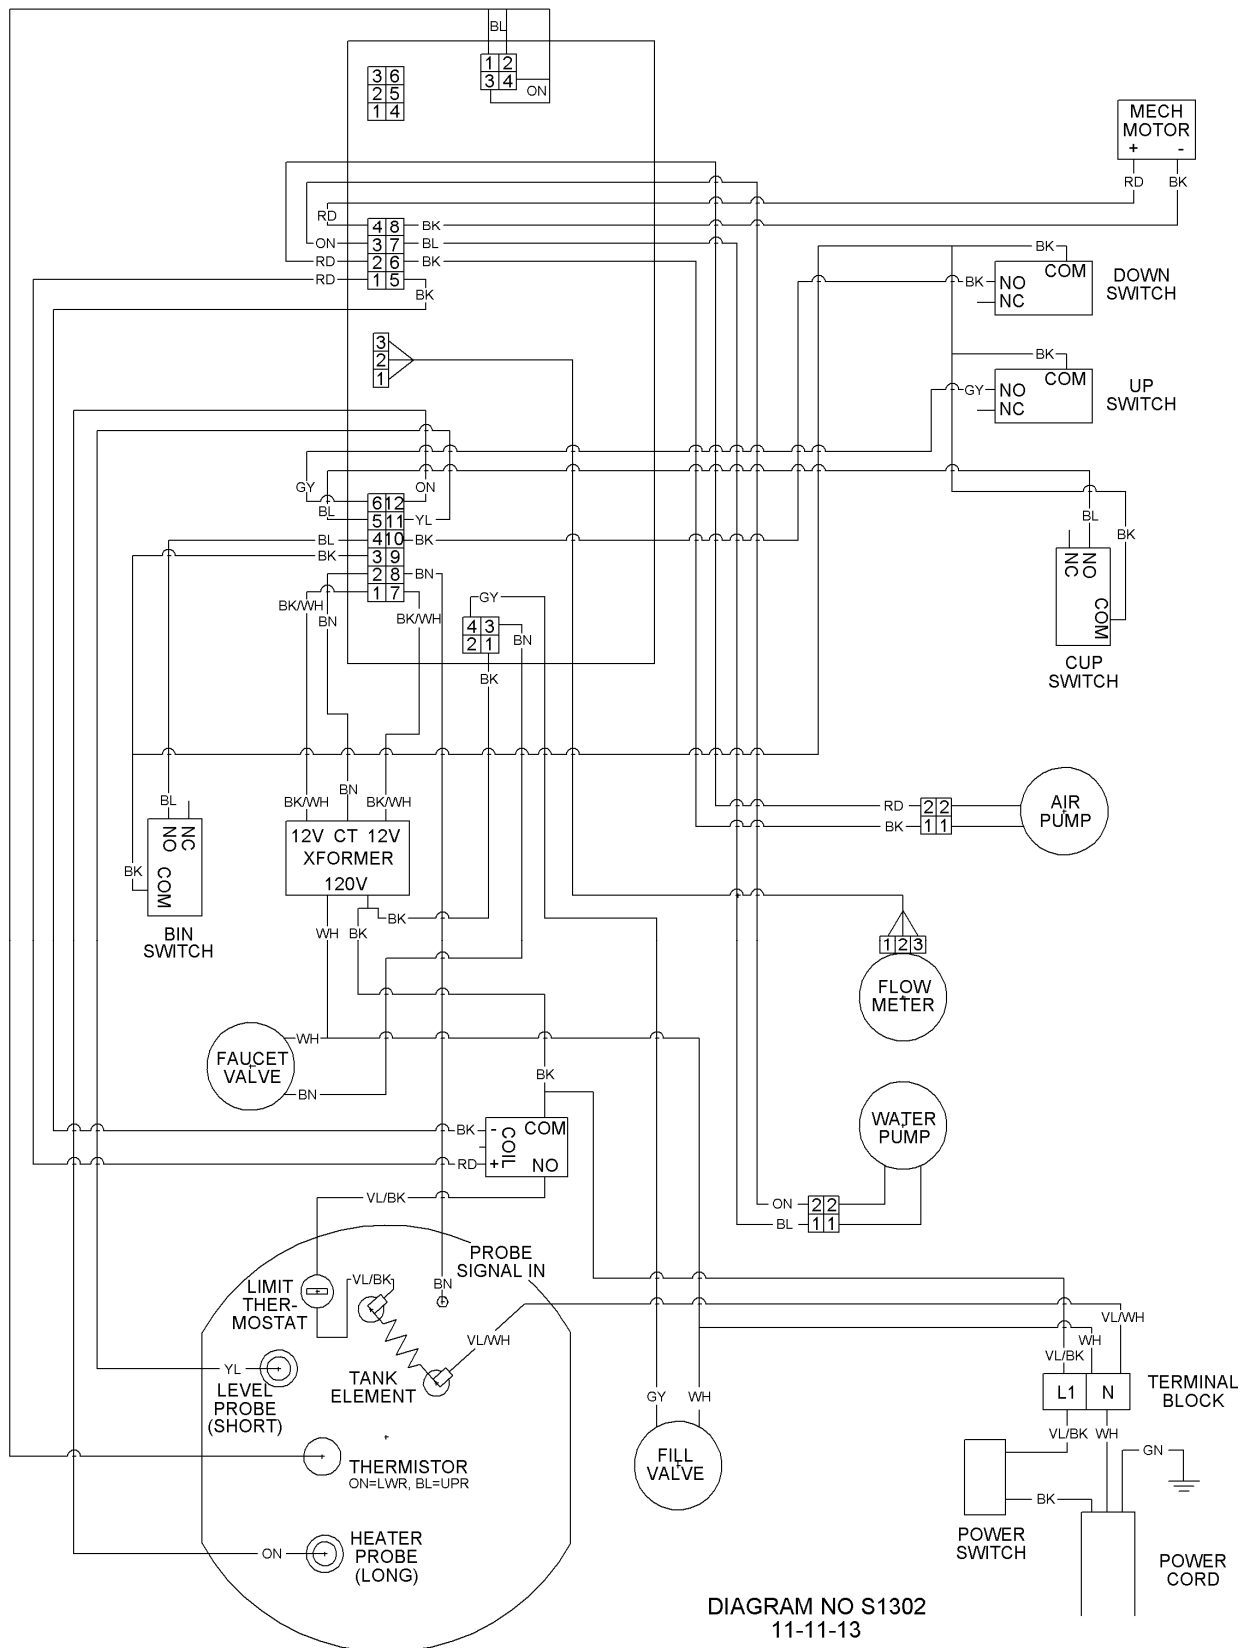 BL
1 2
3 4
ON
3 6
2 5
1 4
MECH
MOTOR
+ -
RD BK
RD
4 8 BK
ON 3 7 BL
RD 2 6 BK
RD 1 5
BK
BK
COM
BK NO
NC
DOWN
SWITCH
3
2
1
BK
COM
GY NO
NC
UP
SWITCH
GY
ON
6 12
BL
5 11 YL
BL 4 10 BK
BK 3 9
2 8 BN
1 7
BK/WH
BN
BK/WH
GY
4 3
2 1
BN
BK
BL
BK
NC
NO
COM
CUP
SWITCH
BL
NO
NC
BK
COM
BIN
SWITCH
BN
BK/WH BK/WH
12V CT 12V
XFORMER
120V
BK
WH BK
RD 2 2
BK 1 1
AIR
PUMP
1 2 3
FLOW
METER
WH
FAUCET
VALVE
BN
BK
BK - COM
COIL
RD + NO
VL/BK
WATER
PUMP
ON 2 2
BL 1 1
PROBE
SIGNAL IN
BN
LIMIT
THER-
MOSTAT
VL/BK
VL/WH
TANK
ELEMENT
YL
LEVEL
PROBE
(SHORT)
THERMISTOR
ON=LWR, BL=UPR
ON
HEATER
PROBE
(LONG)
GY WH
FILL
VALVE
VL/WH
WH
VL/BK
L1 N
TERMINAL
BLOCK
VL/BK WH
GN
BK
POWER
SWITCH
POWER
CORD
DIAGRAM NO S1302
11-11-13